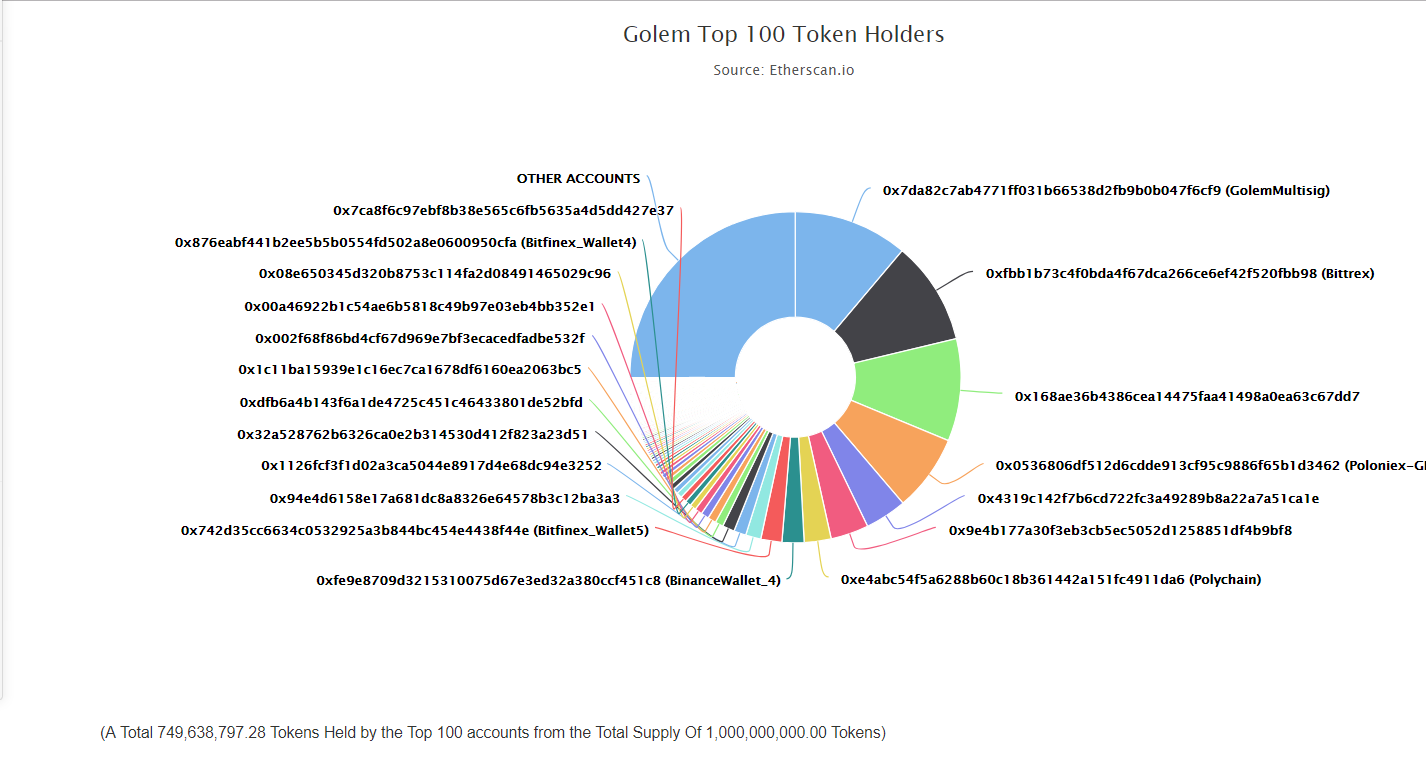 Golem Top 100 Token Holders
Source: Etherscan.io
OTHER ACCOUNTS
0x7da82c7ab4771ff031b66538d2fb9b0b047f6cf9 (GolemMultisig)
0x7ca8f6c97ebf8b38e565c6fb5635a4d5dd427e37
0x876eabf441b2ee5b5b0554fd502a8e0600950cfa (Bitfinex_Wallet4)
0xfbb1b73c4f0bda4f67dca266ce6ef42f520fbb98 (Bittrex)
0x08e650345d320b8753c114fa2d08491465029c96
0x00a46922b1c54ae6b5818c49b97e03eb4bb352e1
0x002f68f86bd4cf67d969e7bf3ecacedfadbe532f
0x1c11ba15939e1c16ec7ca1678df6160ea2063bc5
0x168ae36b4386cea14475faa41498a0ea63c67dd7
0xdfb6a4b143f6a1de4725c451c46433801de52bfd
0x32a528762b6326ca0e2b314530d412f823a23d51
0x1126fcf3f1d02a3ca5044e8917d4e68dc94e3252
0x0536806df512d6cdde913cf95c9886f65b1d3462 (Poloniex-G
0x94e4d6158e17a681dc8a8326e64578b3c12ba3a3
0x4319c142f7b6cd722fc3a49289b8a22a7a51ca1e
0x742d35cc6634c0532925a3b844bc454e4438f44e (Bitfinex_Wallet5)
0x9e4b177a30f3eb3cb5ec5052d1258851df4b9bf8
0xfe9e8709d3215310075d67e3ed32a380ccf451c8 (BinanceWallet_4)
0xe4abc54f5a6288b60c18b361442a151fc4911da6 (Polychain)
(A Total 749,638,797.28 Tokens Held by the Top 100 accounts from the Total Supply Of 1,000,000,000.00 Tokens)